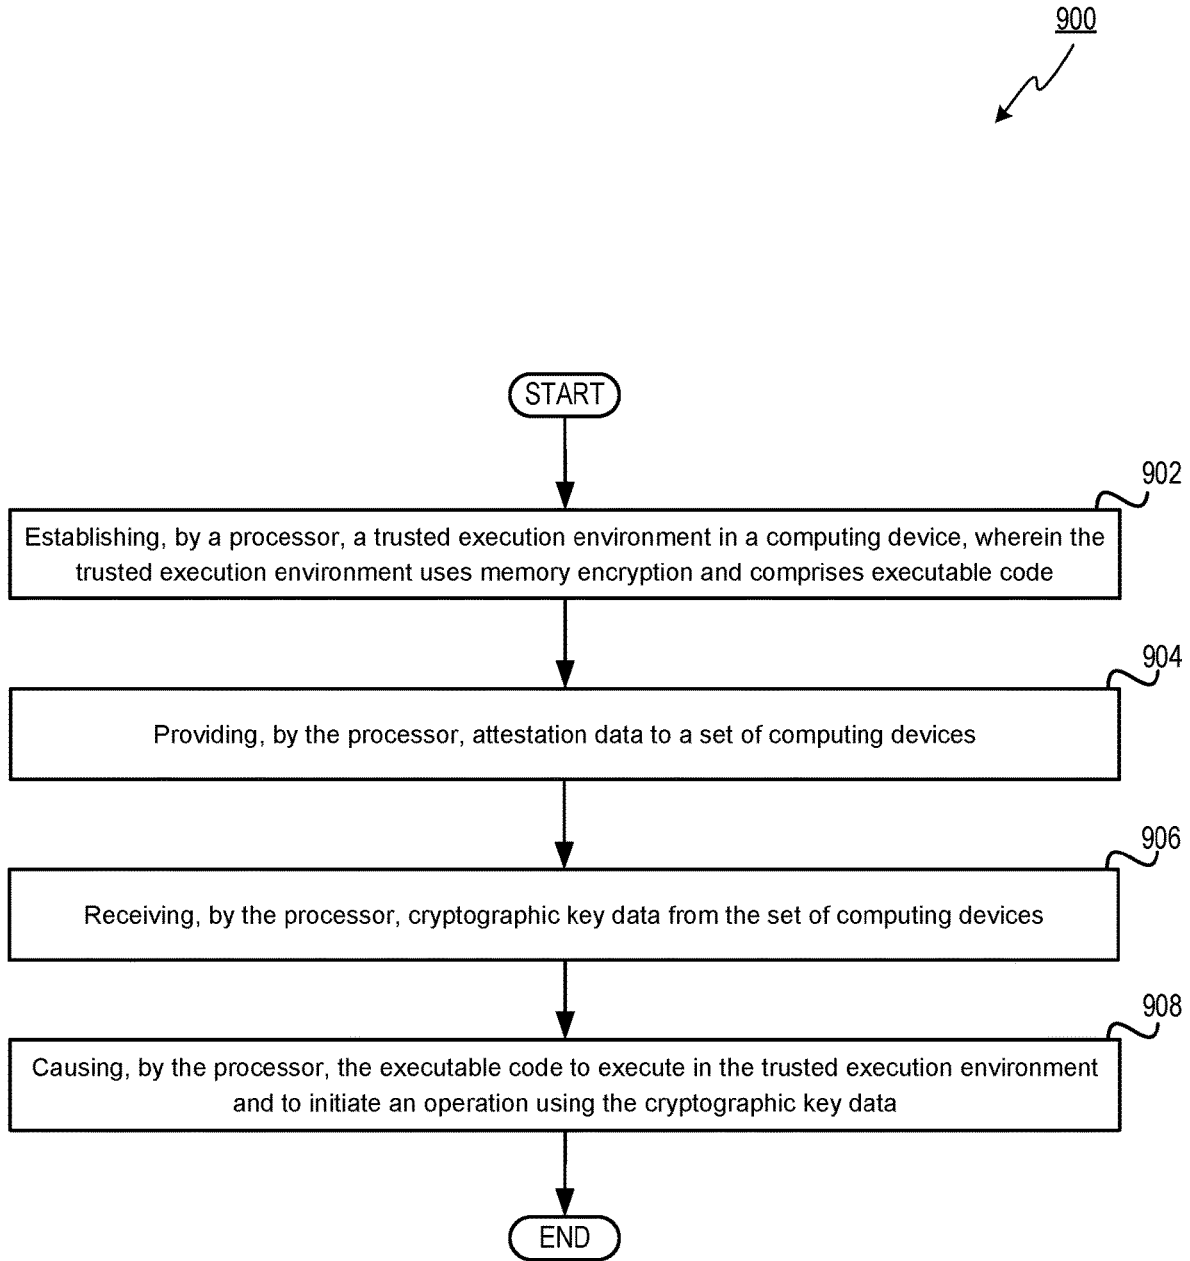 900
START
902
Establishing, by a processor, a trusted execution environment in a computing device, wherein the
trusted execution environment uses memory encryption and comprises executable code
904
Providing, by the processor, attestation data to a set of computing devices
906
Receiving, by the processor, cryptographic key data from the set of computing devices
908
Causing, by the processor, the executable code to execute in the trusted execution environment
and to initiate an operation using the cryptographic key data
END